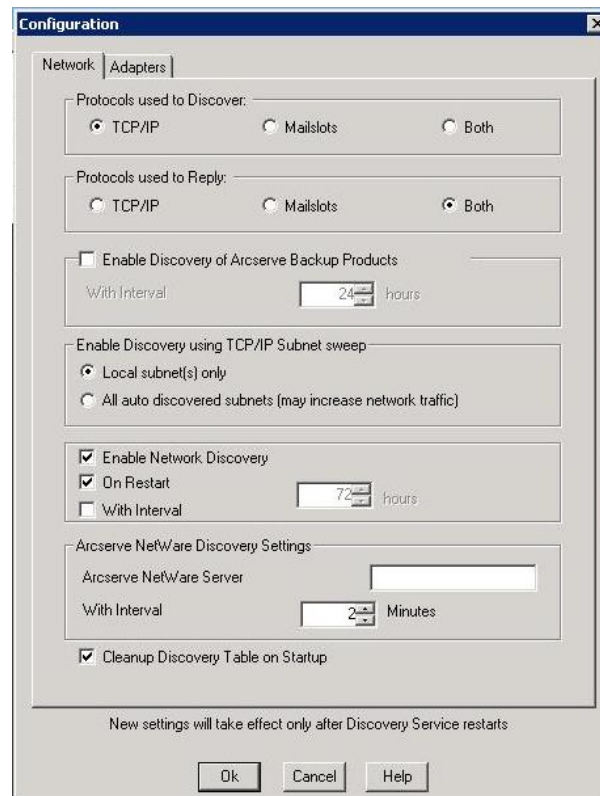 Configuration
Network Adapters
Protocols used to Discover:
TCP/IP Mailslots Both
Protocols used to Reply:
TCP/IP Mailslots Both
Enable Discovery of Arcserve Backup Products
With Interval 24 hours
Enable Discovery using TCP/IP Subnet sweep
Local subnet(s) only
All auto discovered subnets (may increase network traffic)
Enable Network Discovery
On Restart 72 hours
With Interval
Arcserve NetWare Discovery Settings
Arcserve NetWare Server
With Interval 2 Minutes
Cleanup Discovery Table on Startup
New settings will take effect only after Discovery Service restarts
Ok Cancel Help